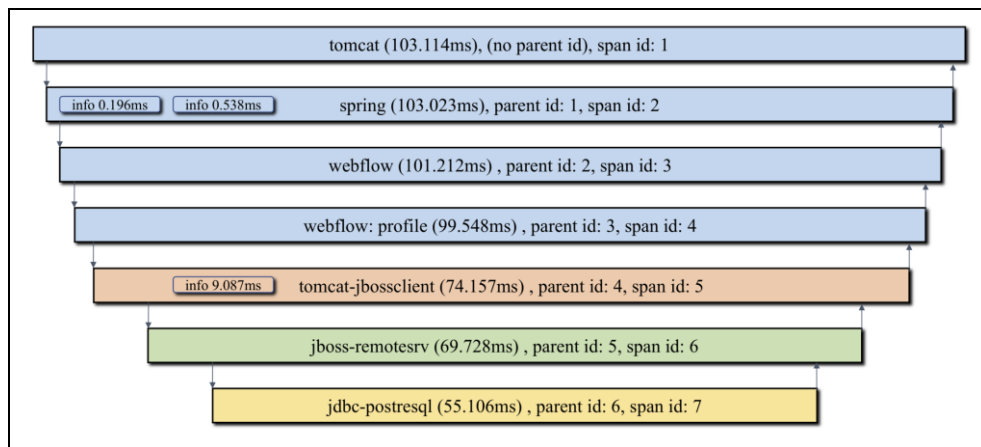 tomcat (103.114ms), (no parent id), span id: 1
info 0.196ms info 0.538ms spring (103.023ms), parent id: 1, span id: 2
webflow (101.212ms) , parent id: 2, span id: 3
webflow: profile (99.548ms) , parent id: 3, span id: 4
info 9.087ms tomcat-jbossclient (74.157ms) , parent id: 4, span id: 5
jboss-remotesrv (69.728ms) , parent id: 5, span id: 6
jdbc-postresql (55.106ms) , parent id: 6, span id: 7